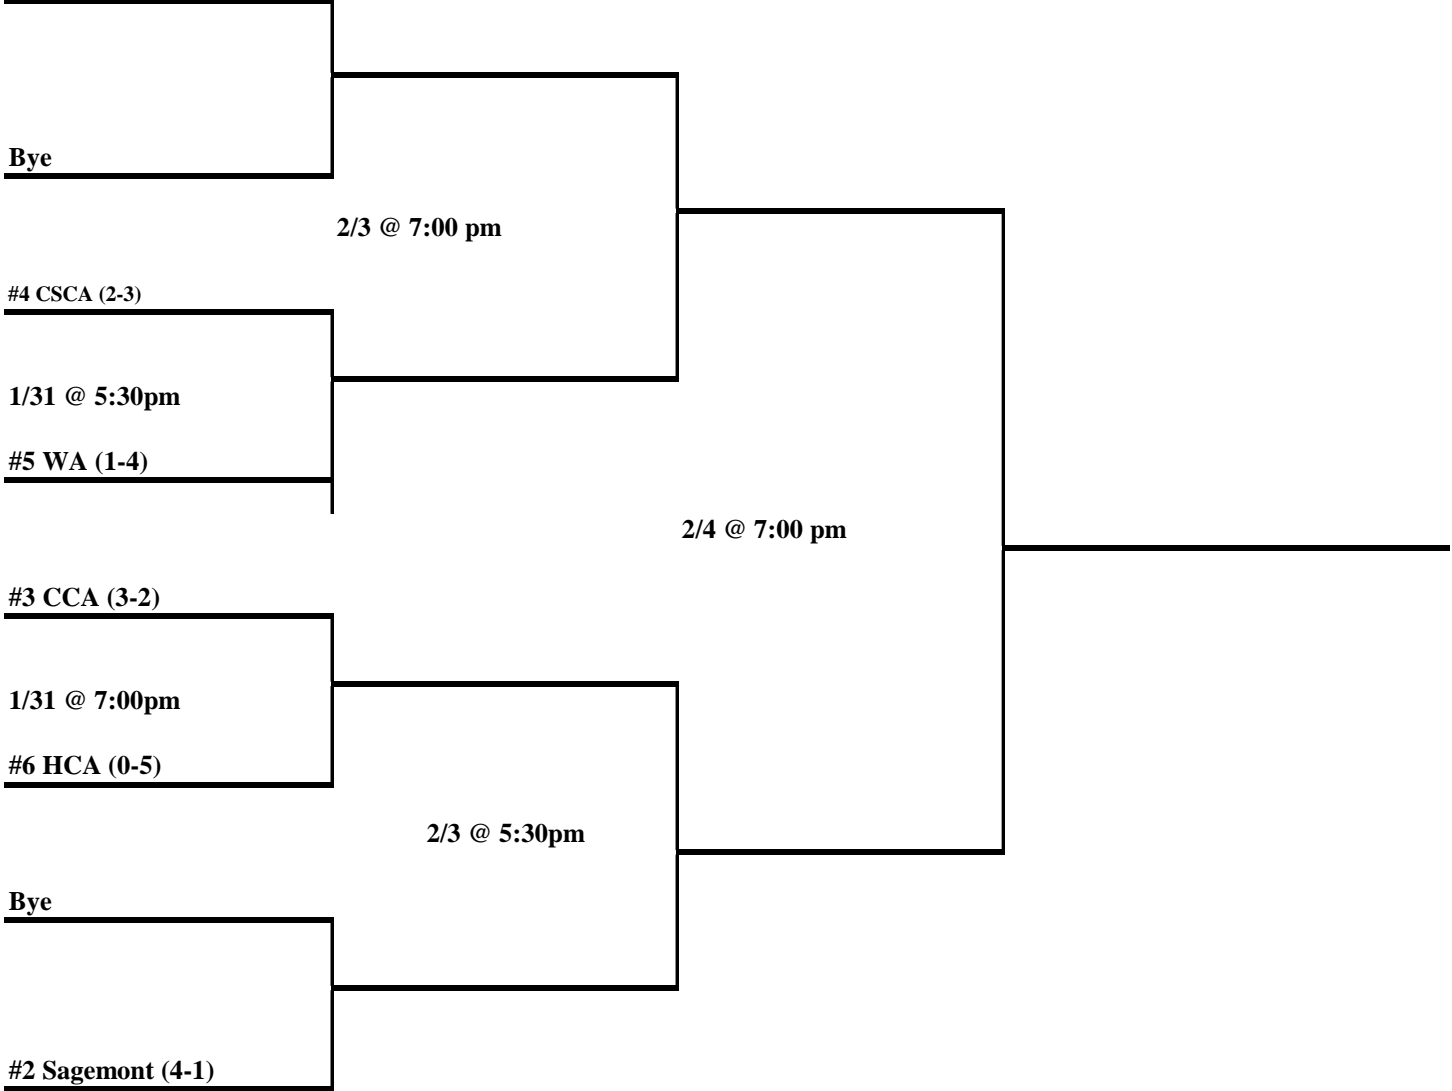 Bye
2/3 @ 7:00 pm
#4 CSCA (2-3)
1/31 @ 5:30pm
#5 WA (1-4)
2/4 @ 7:00 pm
#3 CCA (3-2)
1/31 @ 7:00pm
#6 HCA (0-5)
2/3 @ 5:30pm
Bye
#2 Sagemont (4-1)